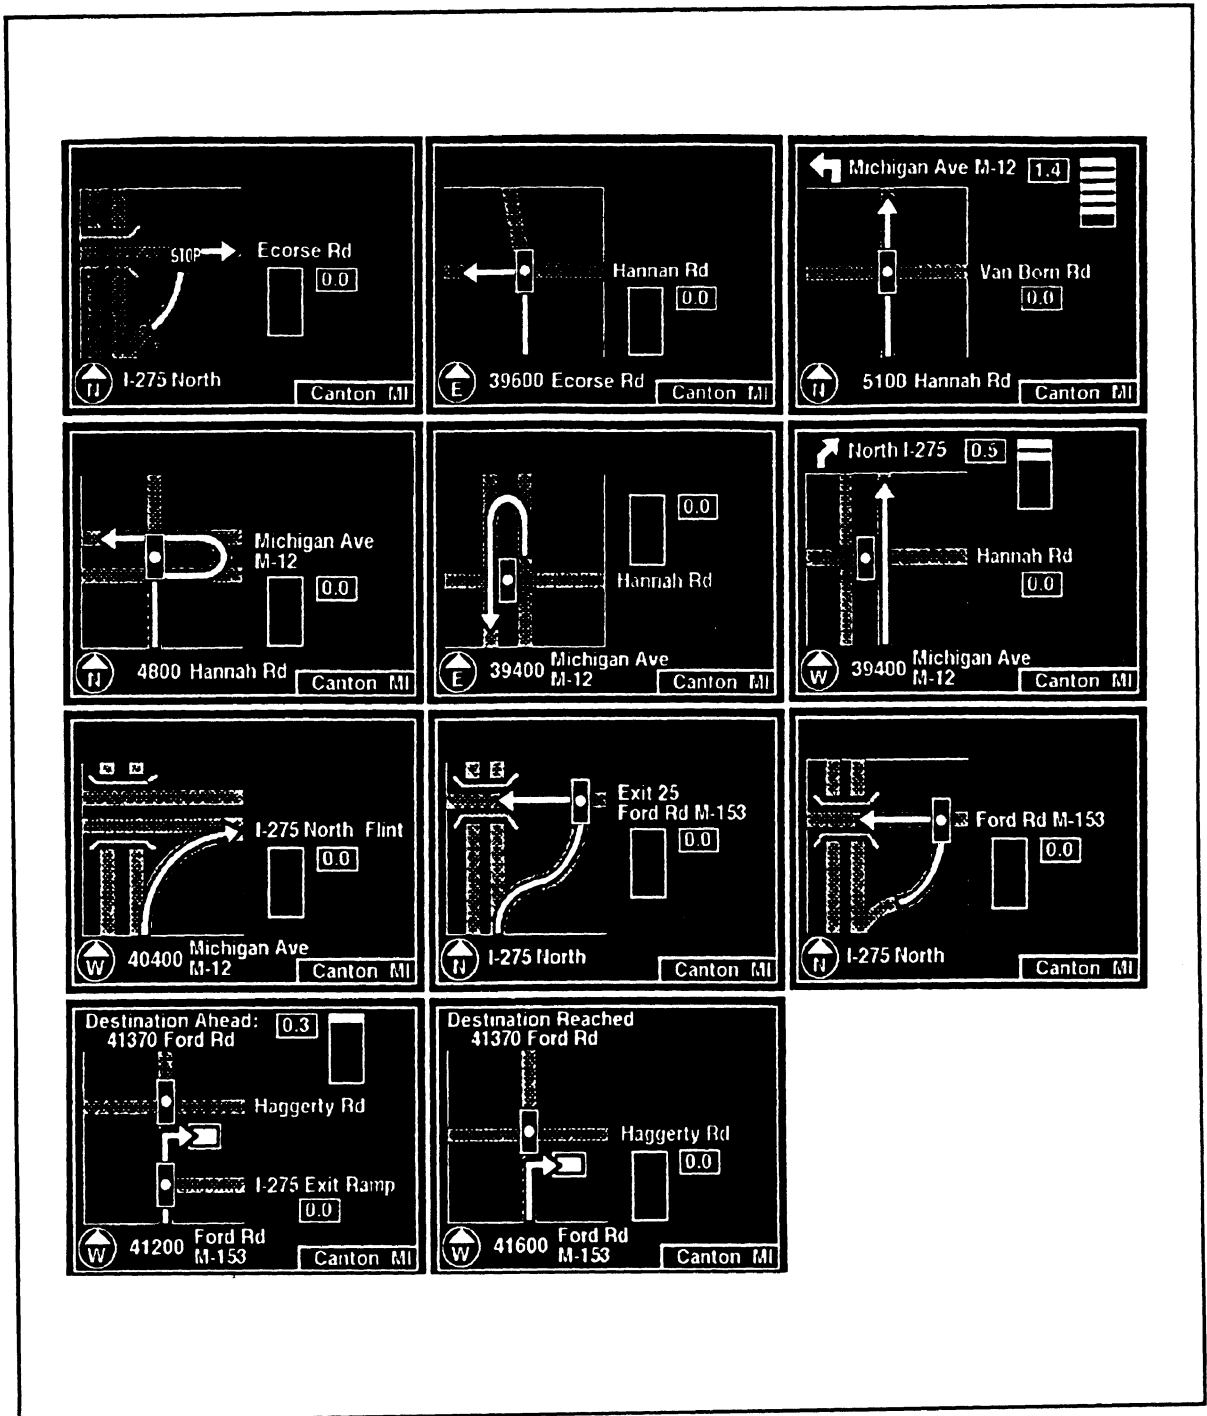 STOP
Ecorse Rd
0.0
N
I-275 North
Canton MI
Hannan Rd
0.0
E
39600 Ecorse Rd
Canton MI
Michigan Ave M-12 1.4
Van Born Rd
0.0
N
5100 Hannah Rd
Canton MI
Michigan Ave
M-12
0.0
N
4800 Hannah Rd
Canton MI
0.0
Hannah Rd
E
39400 Michigan Ave
M-12
Canton MI
North I-275 0.5
Hannah Rd
0.0
W
39400 Michigan Ave
M-12
Canton MI
I-275 North Flint
0.0
W
40400 Michigan Ave
M-12
Canton MI
Exit 25
Ford Rd M-153
0.0
N
I-275 North
Canton MI
Ford Rd M-153
0.0
N
I-275 North
Canton MI
Destination Ahead: 0.3
41370 Ford Rd
Haggerty Rd
I-275 Exit Ramp
0.0
W
41200 Ford Rd
M-153
Canton MI
Destination Reached
41370 Ford Rd
Haggerty Rd
0.0
W
41600 Ford Rd
M-153
Canton MI